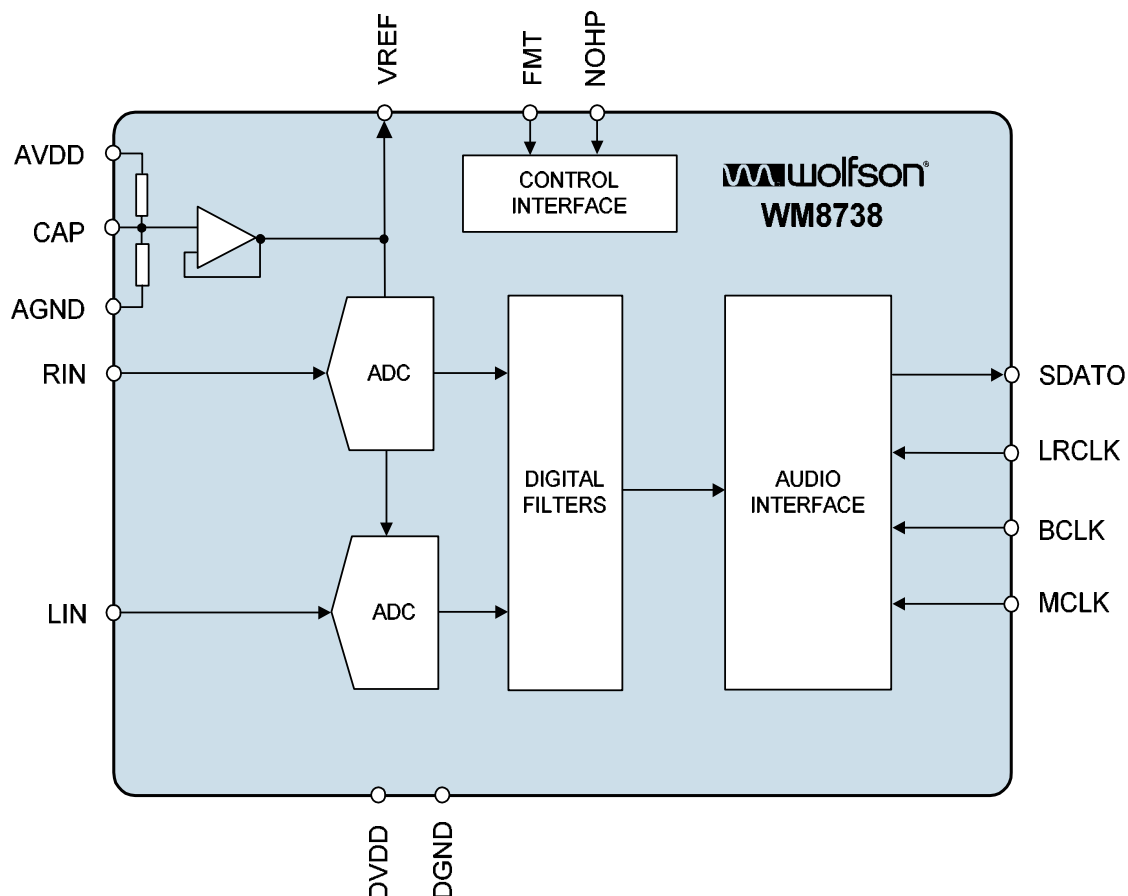 VREF
FMT
NOHP
AVDD
CAP
AGND
RIN
LIN
CONTROL
INTERFACE
wolfson®
WM8738
ADC
ADC
DIGITAL
FILTERS
AUDIO
INTERFACE
SDATO
LRCLK
BCLK
MCLK
DVDD
DGND